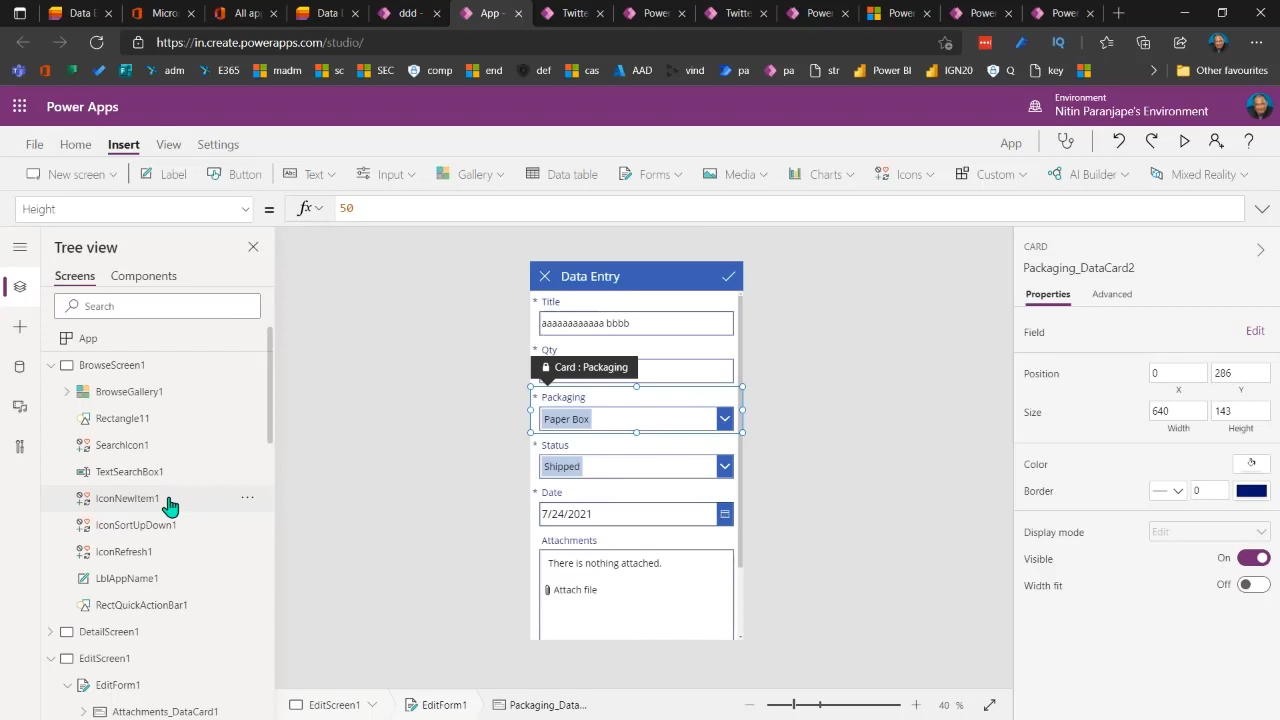 Data
Micro
All ap
Data
ddd -
App -
Twitte
Power
Twitte
Power
Power
Power
Power
https://in.create.powerapps.com/studio/
adm
E365
madm
sc
SEC
comp
end
def
cas
AAD
vind
pa
pa
str
Power BI
IGN20
Q
key
Other favourites
Power Apps
Environment
Nitin Paranjape's Environment
File
Home
Insert
View
Settings
App
New screen
Label
Button
Text
Input
Gallery
Data table
Forms
Media
Charts
Icons
Custom
AI Builder
Mixed Reality
Height
=
fx
50
Tree view
Screens
Components
Search
App
BrowseScreen1
BrowseGallery1
Rectangle11
SearchIcon1
TextSearchBox1
IconNewItem1
IconSortUpDown1
IconRefresh1
LblAppName1
RectQuickActionBar1
DetailScreen1
EditScreen1
EditForm1
Attachments_DataCard1
Data Entry
* Title
aaaaaaaaaaaa bbbb
* Qty
Card : Packaging
* Packaging
Paper Box
* Status
Shipped
* Date
7/24/2021
Attachments
There is nothing attached.
Attach file
EditScreen1
EditForm1
Packaging_Data...
40 %
CARD
Packaging_DataCard2
Properties
Advanced
Field
Edit
Position
0
286
X
Y
Size
640
143
Width
Height
Color
Border
0
Display mode
Edit
Visible
On
Width fit
Off